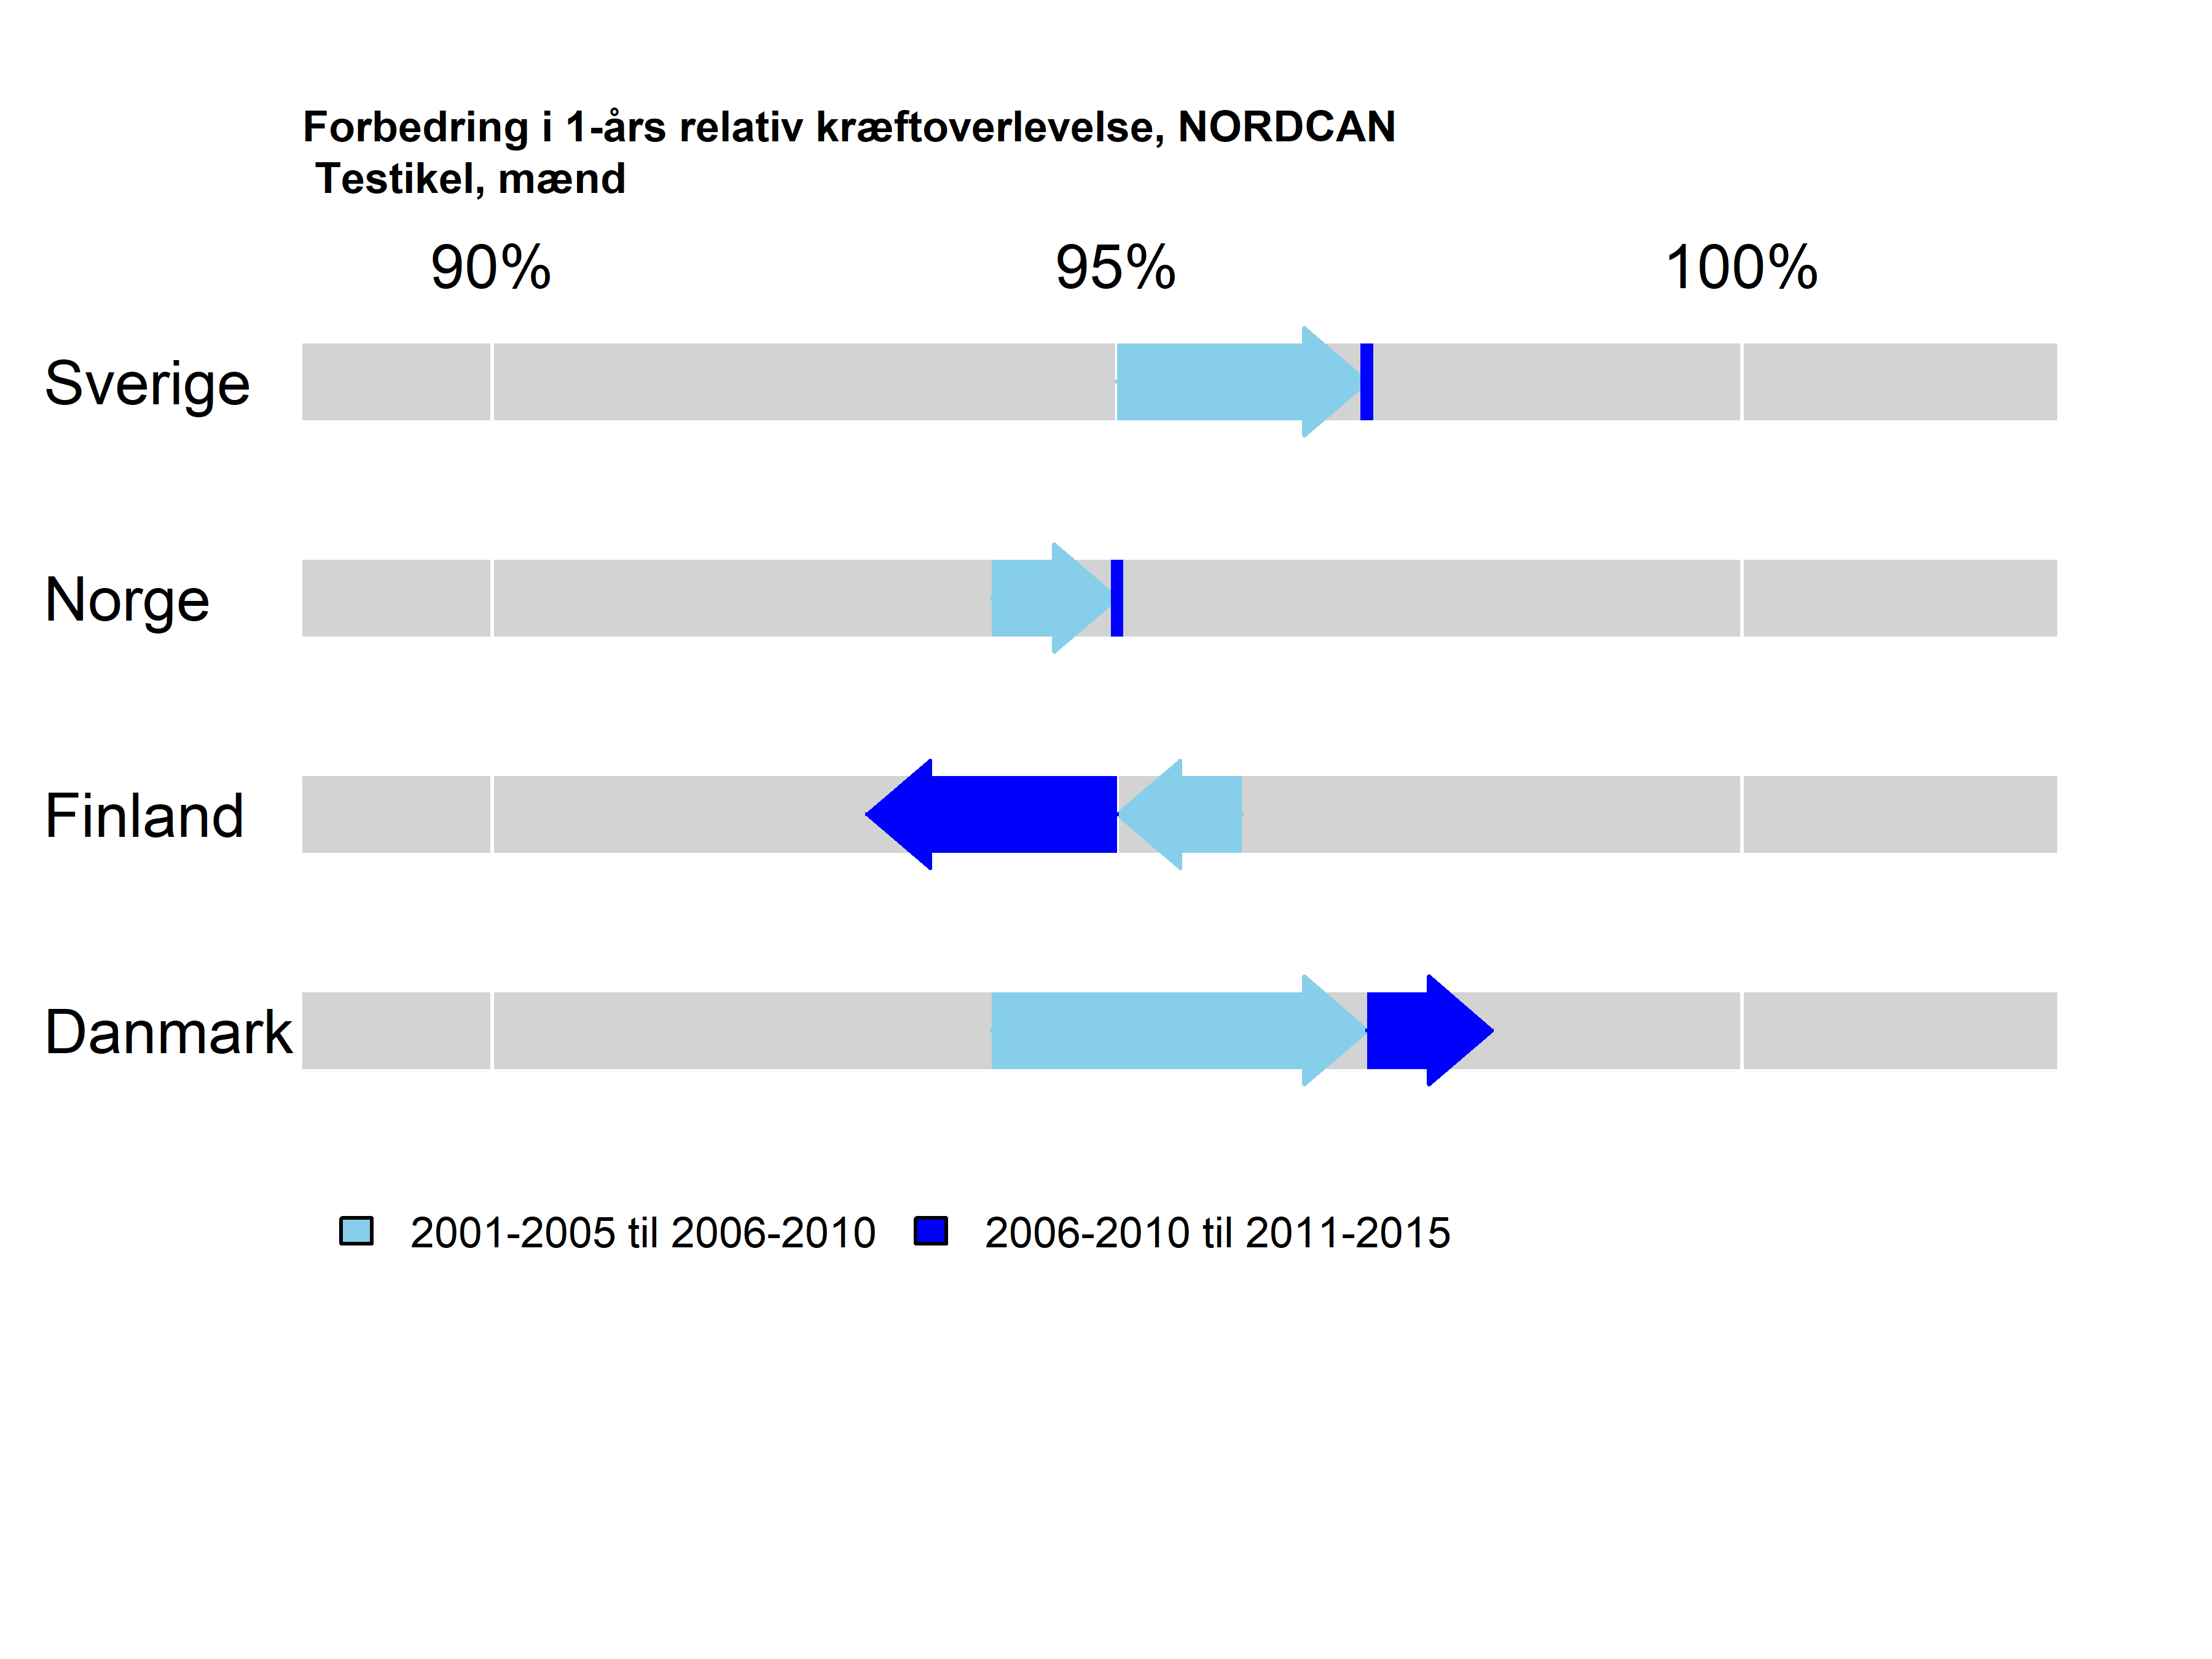 Forbedring i 1-års relativ kræftoverlevelse, NORDCAN
Testikel, mænd
90% 95% 100%
Sverige
Norge
Finland
Danmark
2001-2005 til 2006-2010 2006-2010 til 2011-2015